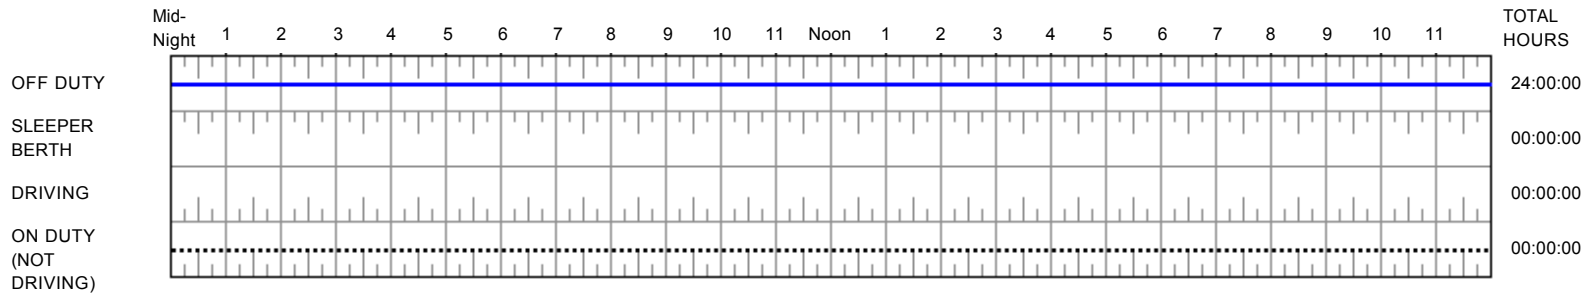 Mid-
Night 1 2 3 4 5 6 7 8 9 10 11 Noon 1 2 3 4 5 6 7 8 9 10 11
TOTAL
HOURS
OFF DUTY 24:00:00
SLEEPER
BERTH 00:00:00
DRIVING 00:00:00
ON DUTY
(NOT
DRIVING) 00:00:00